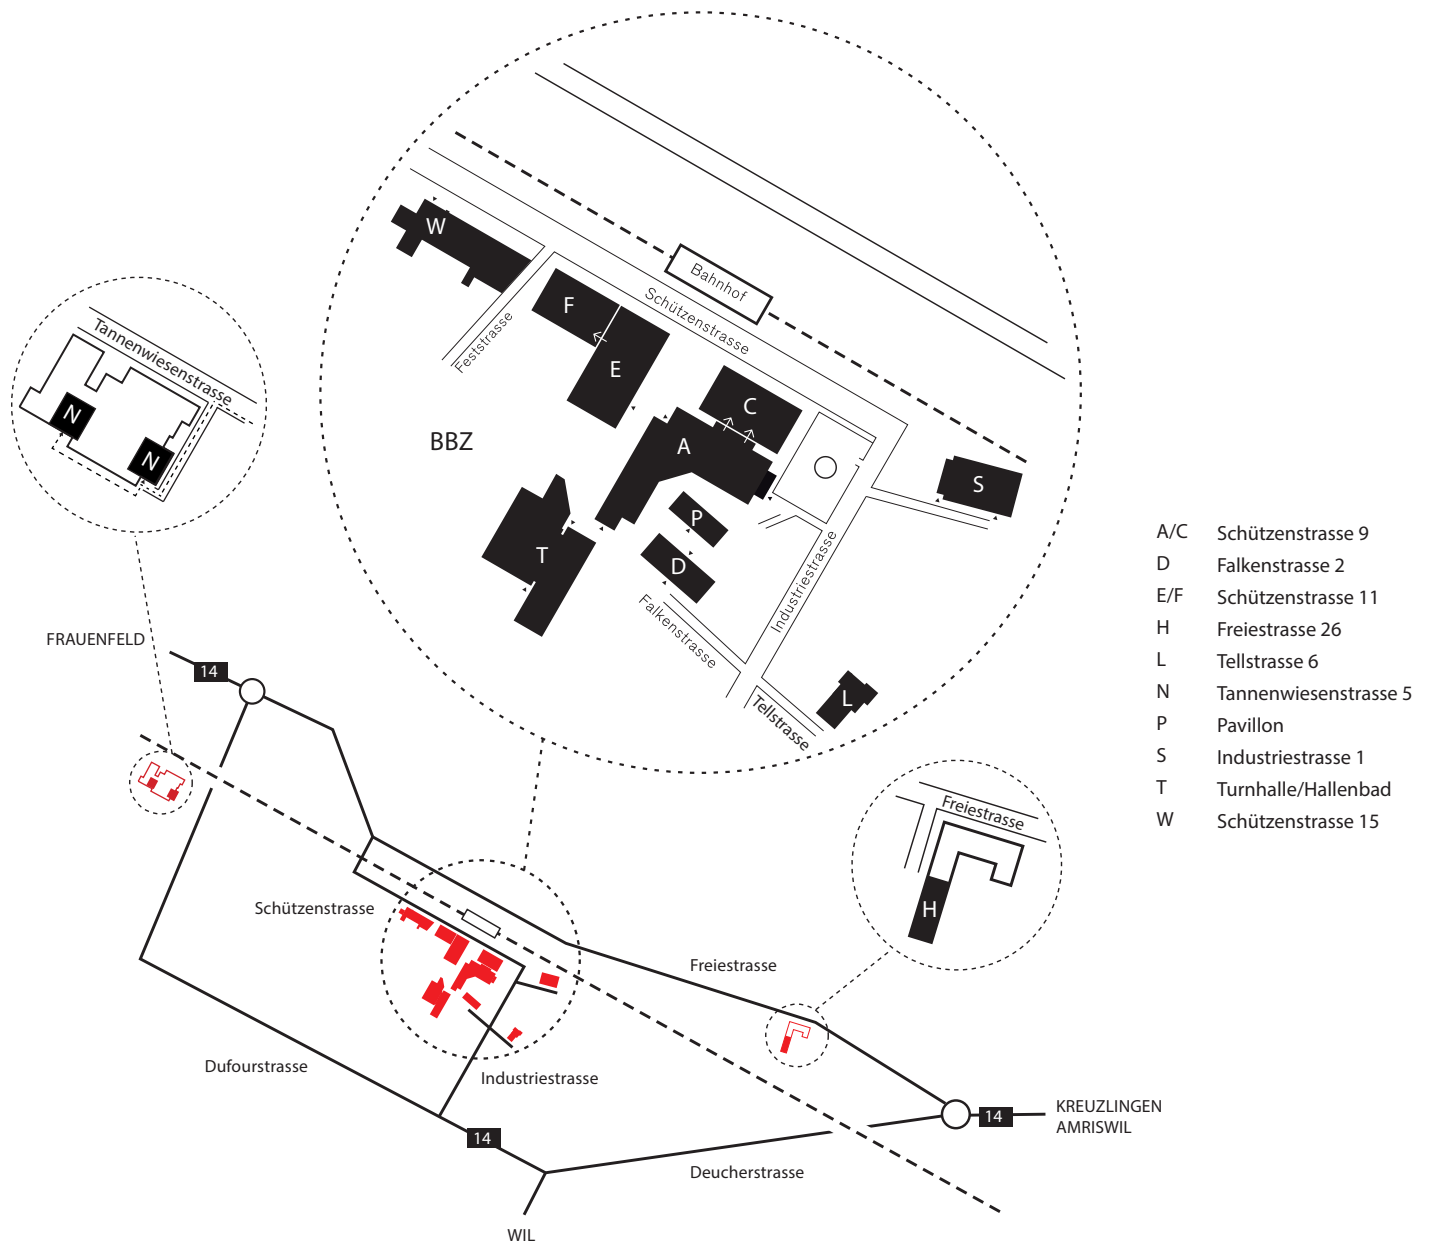 W
Bahnhof
F
Schützenstrasse
Feststrasse
E
Tannenwiesenstrasse
N
N
C
BBZ
A
S
P
T
D
Industriestrasse
Falkenstrasse
L
Tellstrasse
A/C Schützenstrasse 9
D Falkenstrasse 2
E/F Schützenstrasse 11
H Freiestrasse 26
L Tellstrasse 6
N Tannenwiesenstrasse 5
P Pavillon
S Industriestrasse 1
T Turnhalle/Hallenbad
W Schützenstrasse 15
FRAUENFELD
14
Freiestrasse
H
Schützenstrasse
Freiestrasse
Dufourstrasse
Industriestrasse
14
14
KREUZLINGEN
AMRISWIL
Deucherstrasse
WIL